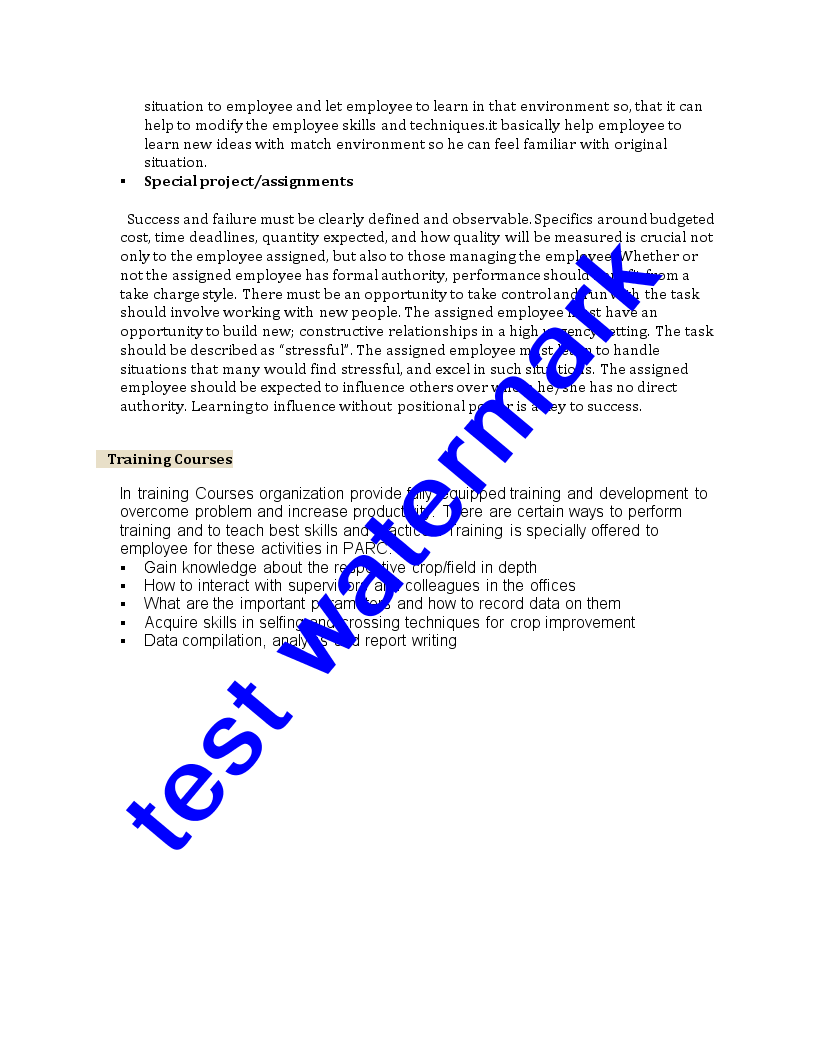 situation to employee and let employee to learn in that environment so, that it can
help to modify the employee skills and techniques.it basically help employee to
learn new ideas with match environment so he can feel familiar with original
situation.
▪ Special project/assignments
Success and failure must be clearly defined and observable. Specifics around budgeted
cost, time deadlines, quantity expected, and how quality will be measured is crucial not
only to the employee assigned, but also to those managing the employee. Whether or
not the assigned employee has formal authority, performance should from a
take charge style. There must be an opportunity to take control and run with the task
should involve working with new people. The assigned employee must have an
opportunity to build new; constructive relationships in a high urgency setting. The task
should be described as “stressful”. The assigned employee must learn to handle
situations that many would find stressful, and excel in such situations. The assigned
employee should be expected to influence others over whom he/she has no direct
authority. Learning to influence without positional power is a key to success.
Training Courses
In training Courses organization provide fully equipped training and development to
overcome problem and increase productivity. There are certain ways to perform
training and to teach best skills and practices. Training is specially offered to
employee for these activities in PARC.
▪ Gain knowledge about the respective crop/field in depth
▪ How to interact with supervisors and colleagues in the offices
▪ What are the important parameters and how to record data on them
▪ Acquire skills in selfing and crossing techniques for crop improvement
▪ Data compilation, analysis and report writing
test watermark